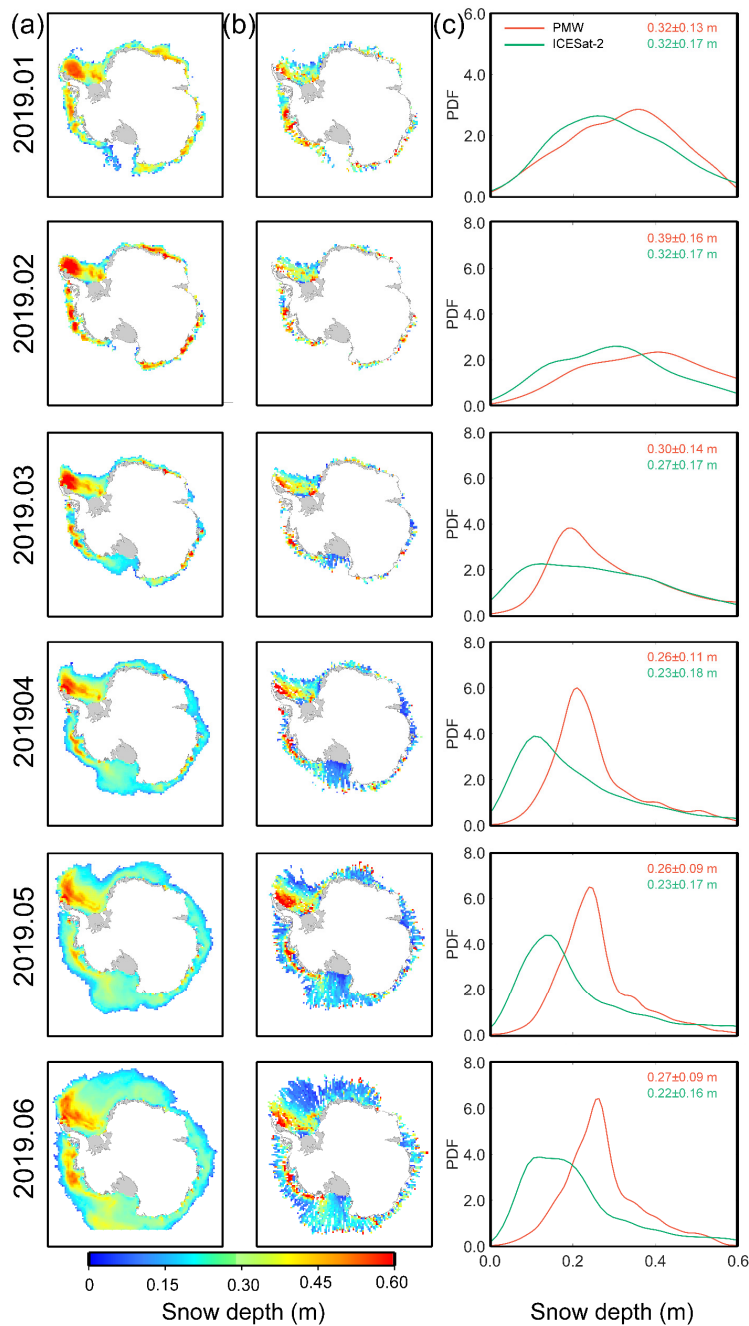 (a) (b) (c)
2019.01
PDF
8.0
6.0
4.0
2.0
0.0
PMW
ICESat-2
0.32±0.13 m
0.32±0.17 m
2019.02
PDF
8.0
6.0
4.0
2.0
0.0
0.39±0.16 m
0.32±0.17 m
2019.03
PDF
8.0
6.0
4.0
2.0
0.0
0.30±0.14 m
0.27±0.17 m
201904
PDF
8.0
6.0
4.0
2.0
0.0
0.26±0.11 m
0.23±0.18 m
2019.05
PDF
8.0
6.0
4.0
2.0
0.0
0.26±0.09 m
0.23±0.17 m
2019.06
PDF
8.0
6.0
4.0
2.0
0.0
0.27±0.09 m
0.22±0.16 m
0 0.15 0.30 0.45 0.60
Snow depth (m)
0.0 0.2 0.4 0.6
Snow depth (m)